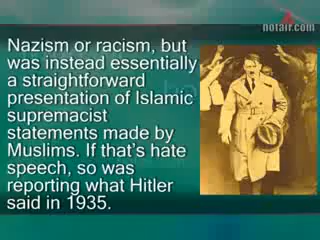 notair.com
Nazism or racism, but
was instead essentially
a straightforward
presentation of Islamic
supremacist
statements made by
Muslims. If that's hate
speech, so was
reporting what Hitler
said in 1935.